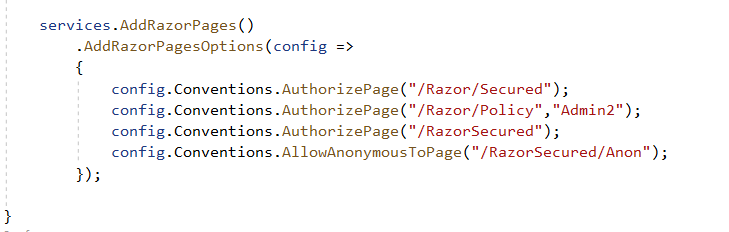 services.AddRazorPages()
.AddRazorPagesOptions(config =>
{
config.Conventions.AuthorizePage("/Razor/Secured");
config.Conventions.AuthorizePage("/Razor/Policy","Admin2");
config.Conventions.AuthorizePage("/RazorSecured");
config.Conventions.AllowAnonymousToPage("/RazorSecured/Anon");
});
}